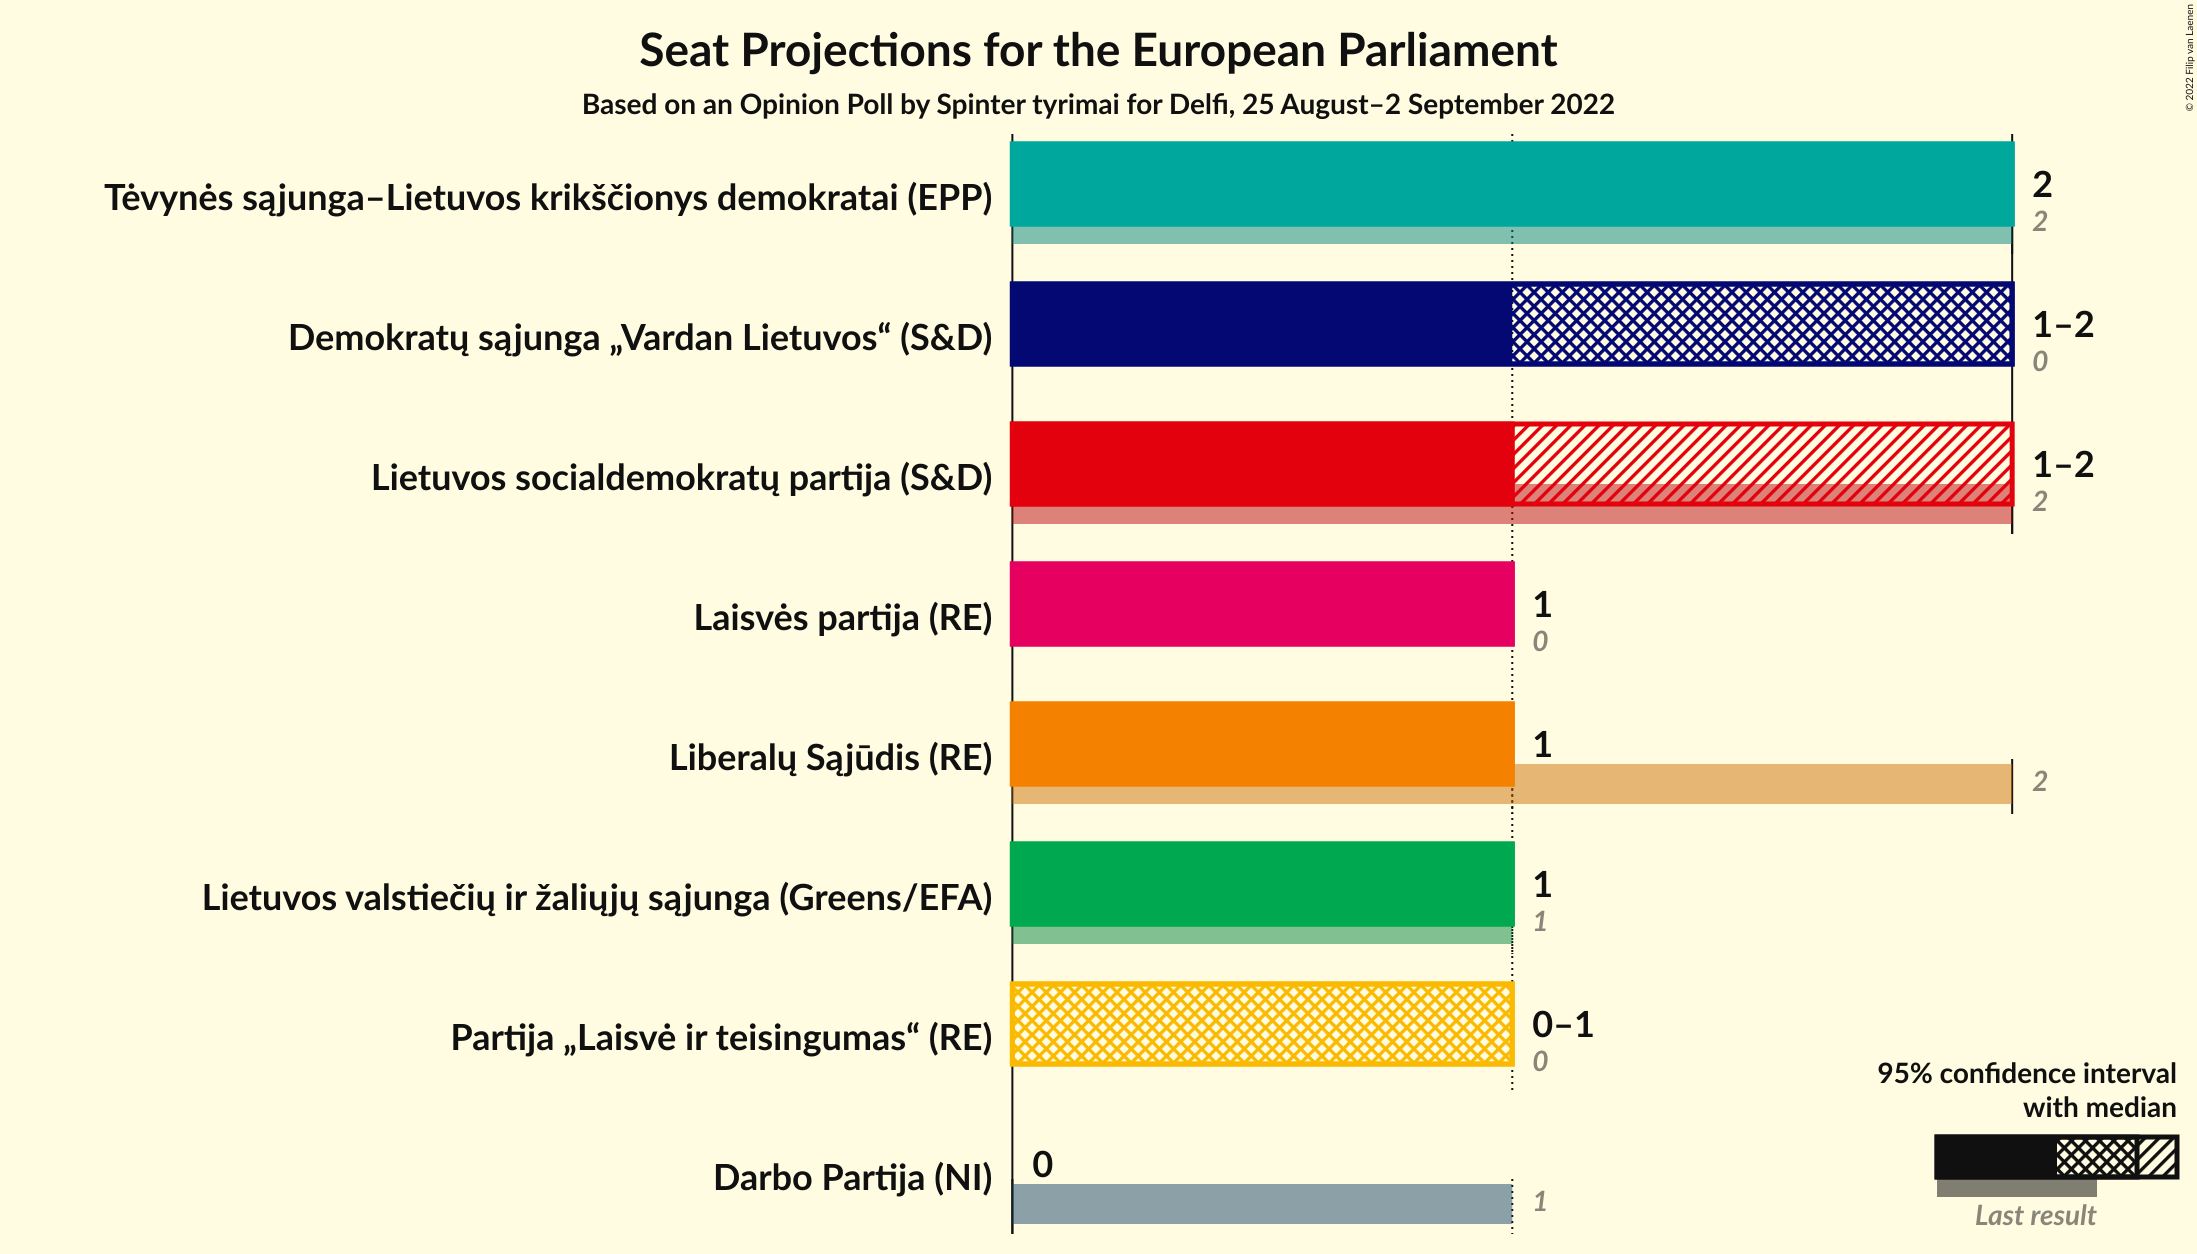 Seat Projections for the European Parliament
Based on an Opinion Poll by Spinter tyrimai for Delfi, 25 August–2 September 2022
© 2022 Filip van Laenen
Tėvynės sąjunga–Lietuvos krikščionys demokratai (EPP)
2
2
Demokratų sąjunga „Vardan Lietuvos“ (S&D)
1–2
0
Lietuvos socialdemokratų partija (S&D)
1–2
2
Laisvės partija (RE)
1
0
Liberalų Sąjūdis (RE)
1
2
Lietuvos valstiečių ir žaliųjų sąjunga (Greens/EFA)
1
1
Partija „Laisvė ir teisingumas“ (RE)
0–1
0
Darbo Partija (NI)
0
1
95% confidence interval
with median
Last result